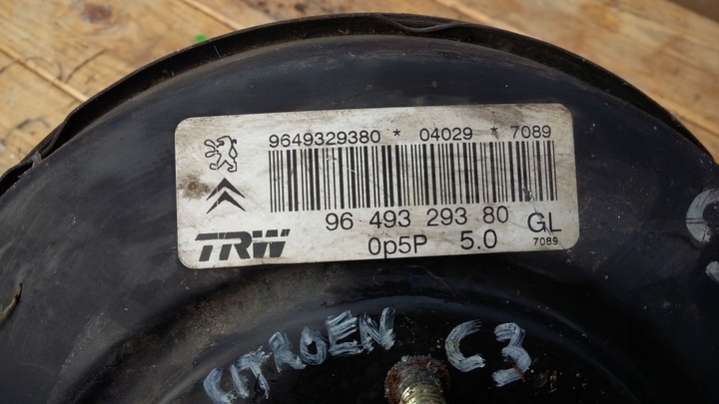 9649329380 * 04029 * 7089
96 493 293 80 GL
TRW 0p5P 5.0 7089
CITROEN C3